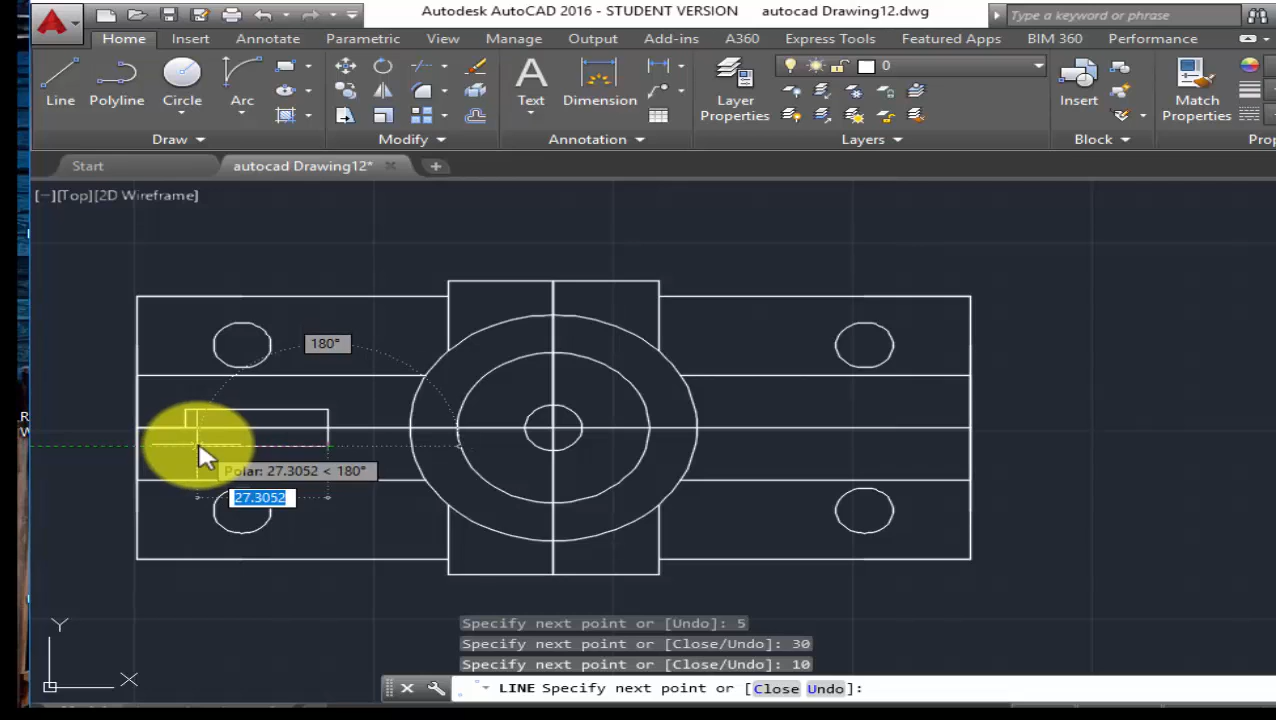 Autodesk AutoCAD 2016 - STUDENT VERSION autocad Drawing12.dwg
Type a keyword or phrase
Home Insert Annotate Parametric View Manage Output Add-ins A360 Express Tools Featured Apps BIM 360 Performance
0
Line Polyline Circle Arc Text Dimension Layer Properties Insert Match Properties
Draw Modify Annotation Layers Block Prop
Start autocad Drawing12*
[−][Top][2D Wireframe]
180°
R
W
Polar: 27.3052 < 180°
27.3052
Y
X
Specify next point or [Undo]: 5
Specify next point or [Close/Undo]: 30
Specify next point or [Close/Undo]: 10
LINE Specify next point or [Close Undo]: